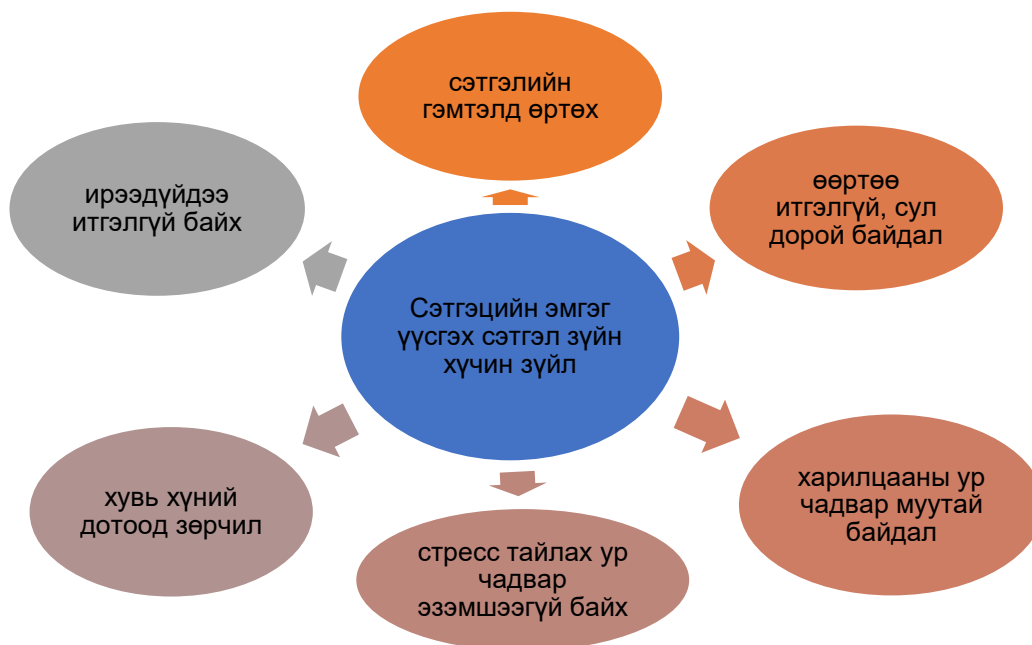 сэтгэлийн
гэмтэлд өртөх
өөртөө
итгэлгүй, сул
дорой байдал
харилцааны ур
чадвар муутай
байдал
стресс тайлах ур
чадвар
эзэмшээгүй байх
хувь хүний
дотоод зөрчил
ирээдүйдээ
итгэлгүй байх
Сэтгэцийн эмгэг
үүсгэх сэтгэл зүйн
хүчин зүйл